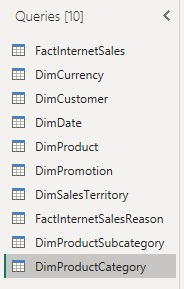 Queries [10]
FactInternetSales
DimCurrency
DimCustomer
DimDate
DimProduct
DimPromotion
DimSalesTerritory
FactInternetSalesReason
DimProductSubcategory
DimProductCategory